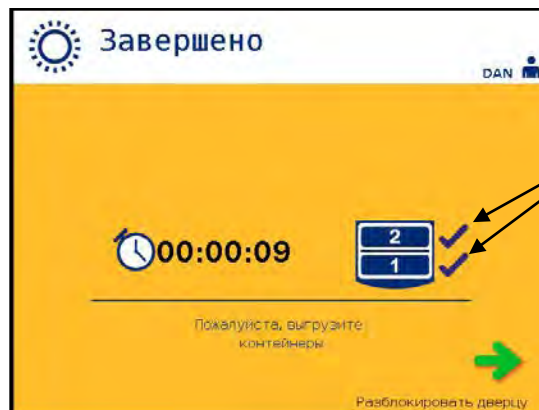 Завершено
DAN
00:00:09
2
1
Пожалуйста, выгрузите
контейнеры
Разблокировать дверцу